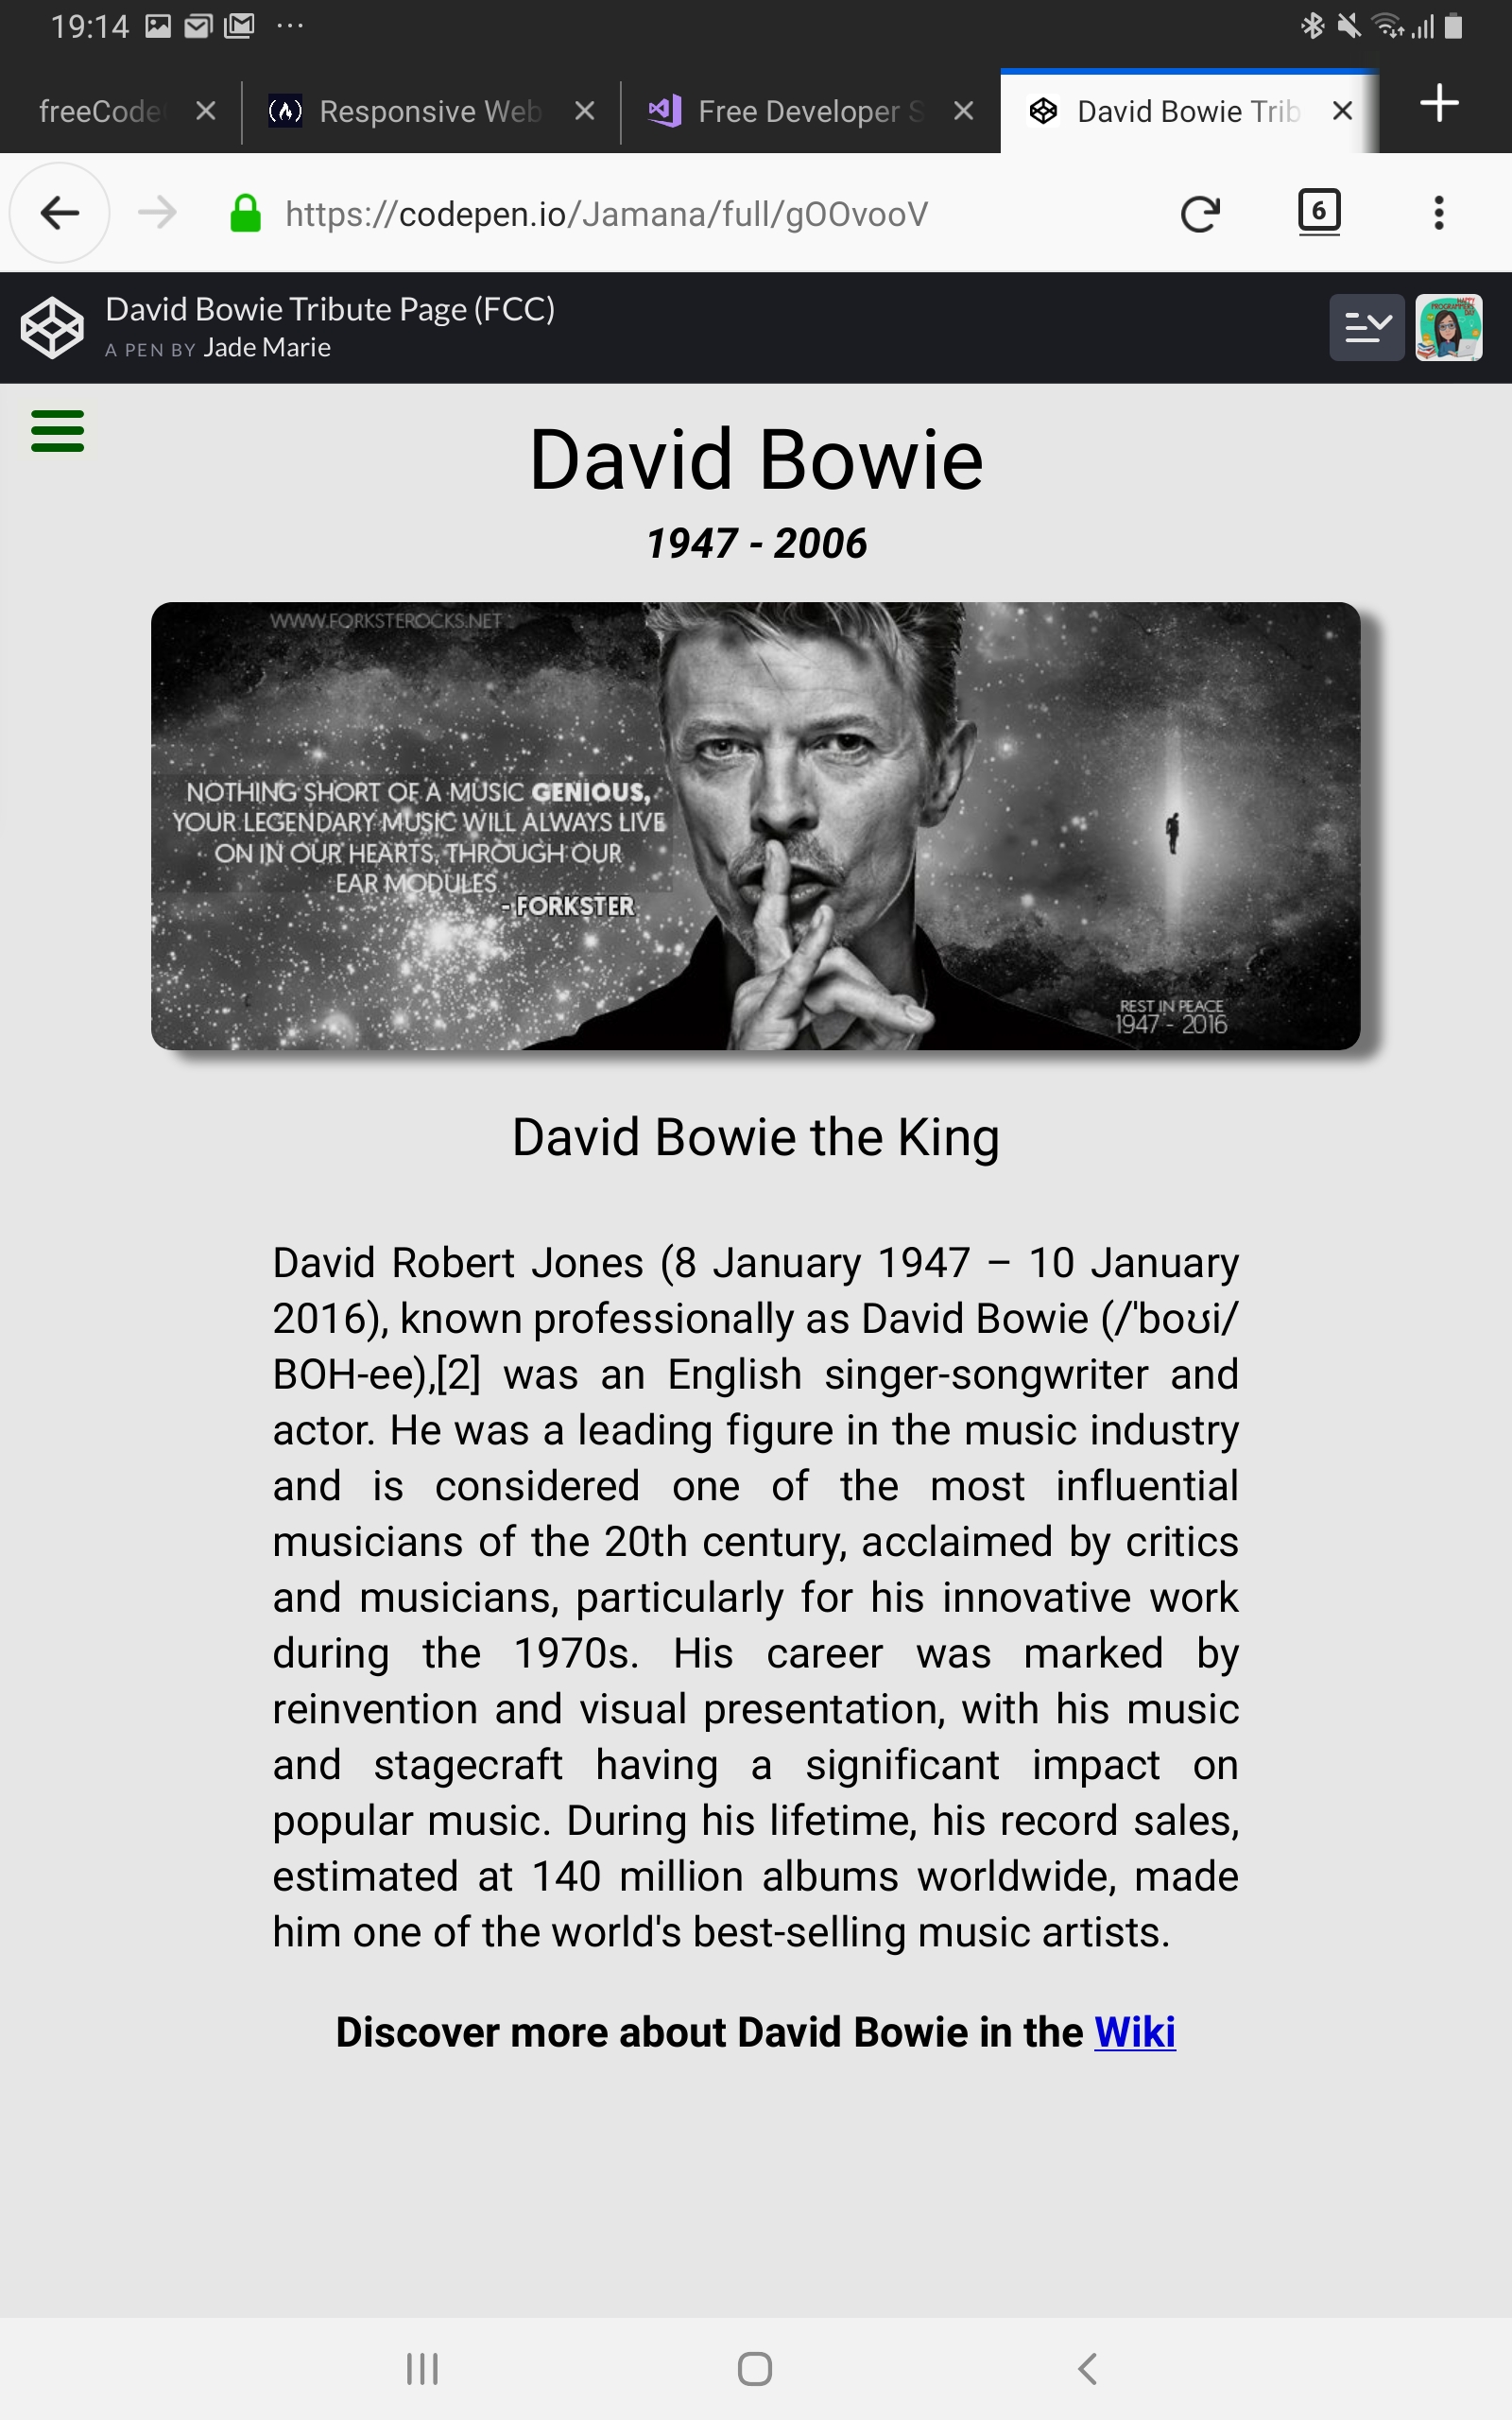 19:14
freeCode
Responsive Web
Free Developer S
David Bowie Trib
https://codepen.io/Jamana/full/gOOvooV
6
David Bowie Tribute Page (FCC)
A PEN BY Jade Marie
David Bowie
1947 - 2006
WWW.FORKSTEROCKS.NET
NOTHING SHORT OF A MUSIC GENIOUS,
YOUR LEGENDARY MUSIC WILL ALWAYS LIVE
ON IN OUR HEARTS, THROUGH OUR
EAR MODULES
- FORKSTER
REST IN PEACE
1947 - 2016
David Bowie the King
David Robert Jones (8 January 1947 – 10 January
2016), known professionally as David Bowie (/ˈboʊi/
BOH-ee),[2] was an English singer-songwriter and
actor. He was a leading figure in the music industry
and is considered one of the most influential
musicians of the 20th century, acclaimed by critics
and musicians, particularly for his innovative work
during the 1970s. His career was marked by
reinvention and visual presentation, with his music
and stagecraft having a significant impact on
popular music. During his lifetime, his record sales,
estimated at 140 million albums worldwide, made
him one of the world's best-selling music artists.
Discover more about David Bowie in the Wiki